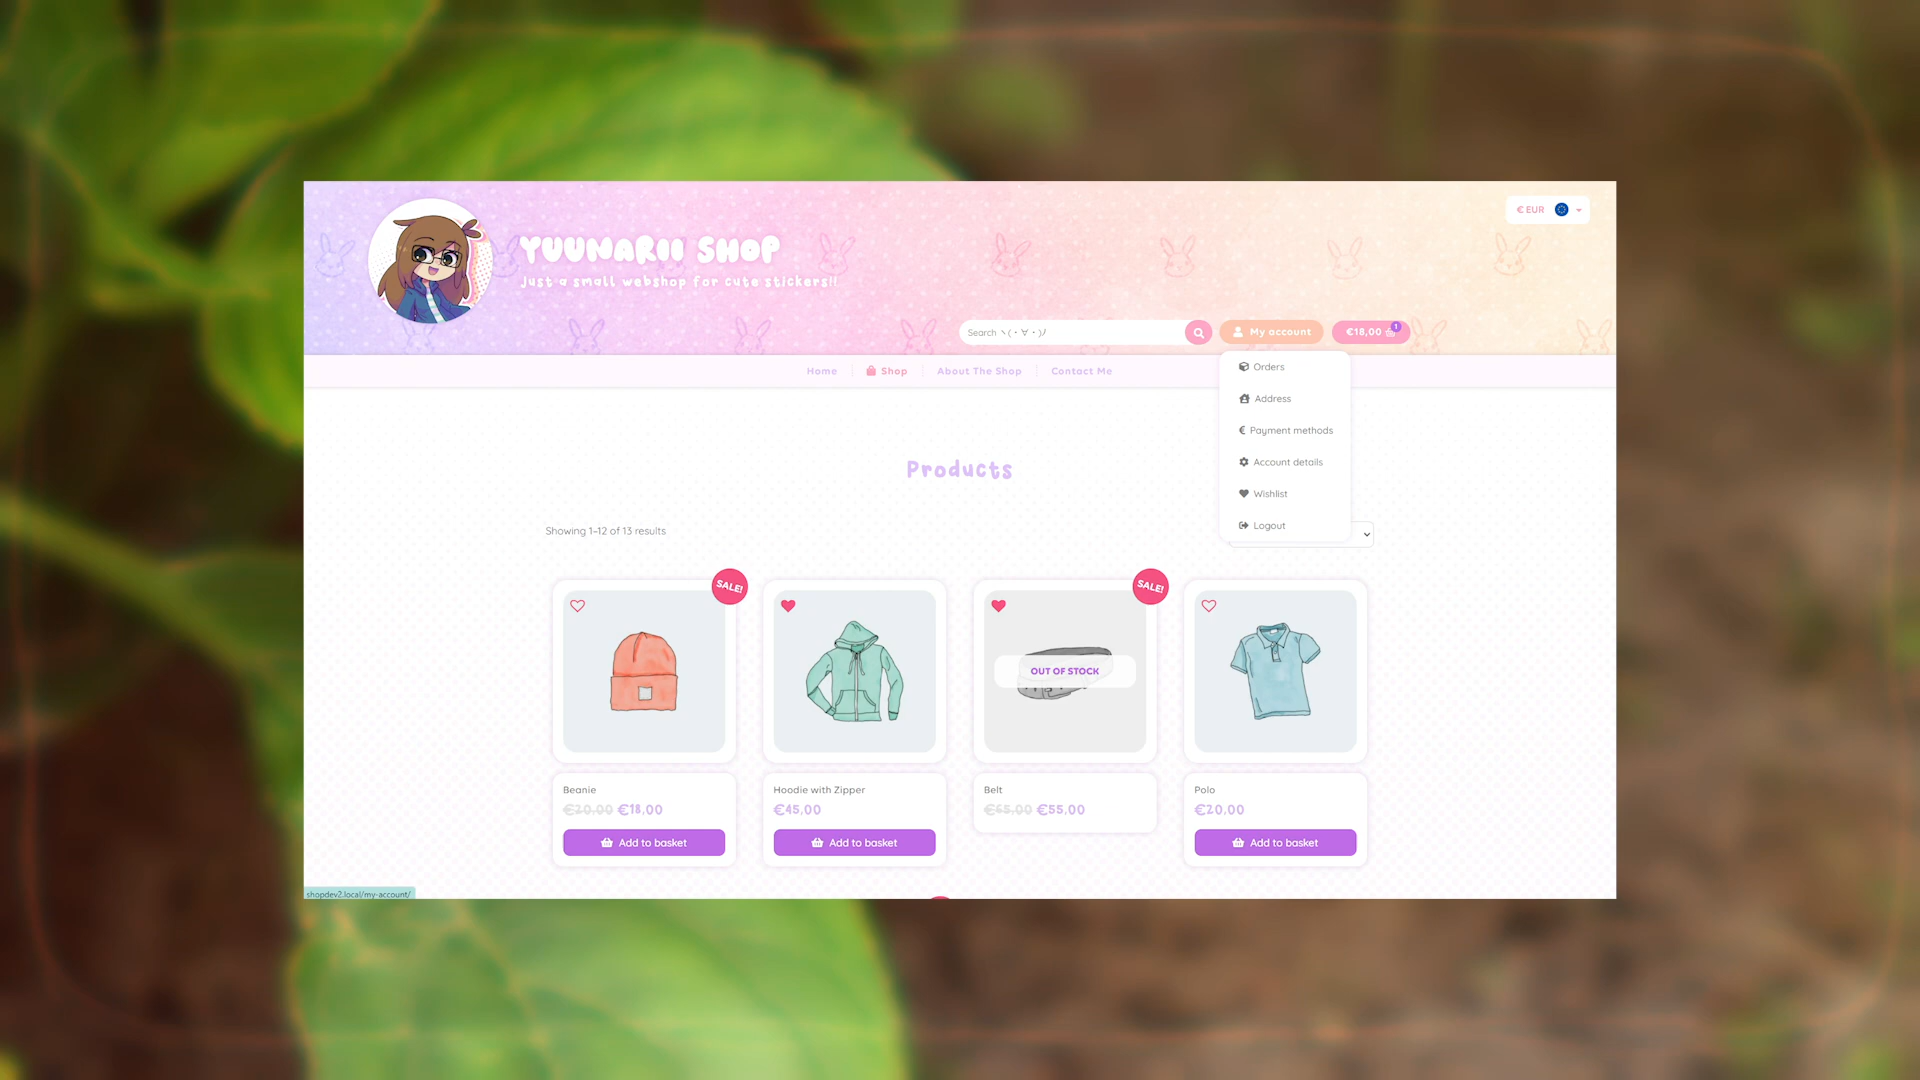 € EUR
YUUNARII SHOP
Just a small webshop for cute stickers!!
Search ヽ(・∀・)ﾉ
My account
€18,00
1
Home
Shop
About The Shop
Contact Me
Orders
Address
Payment methods
Account details
Wishlist
Logout
Products
Showing 1–12 of 13 results
SALE!
SALE!
OUT OF STOCK
Beanie
€20,00 €18,00
Add to basket
Hoodie with Zipper
€45,00
Add to basket
Belt
€65,00 €55,00
Polo
€20,00
Add to basket
shopdev2.local/my-account/